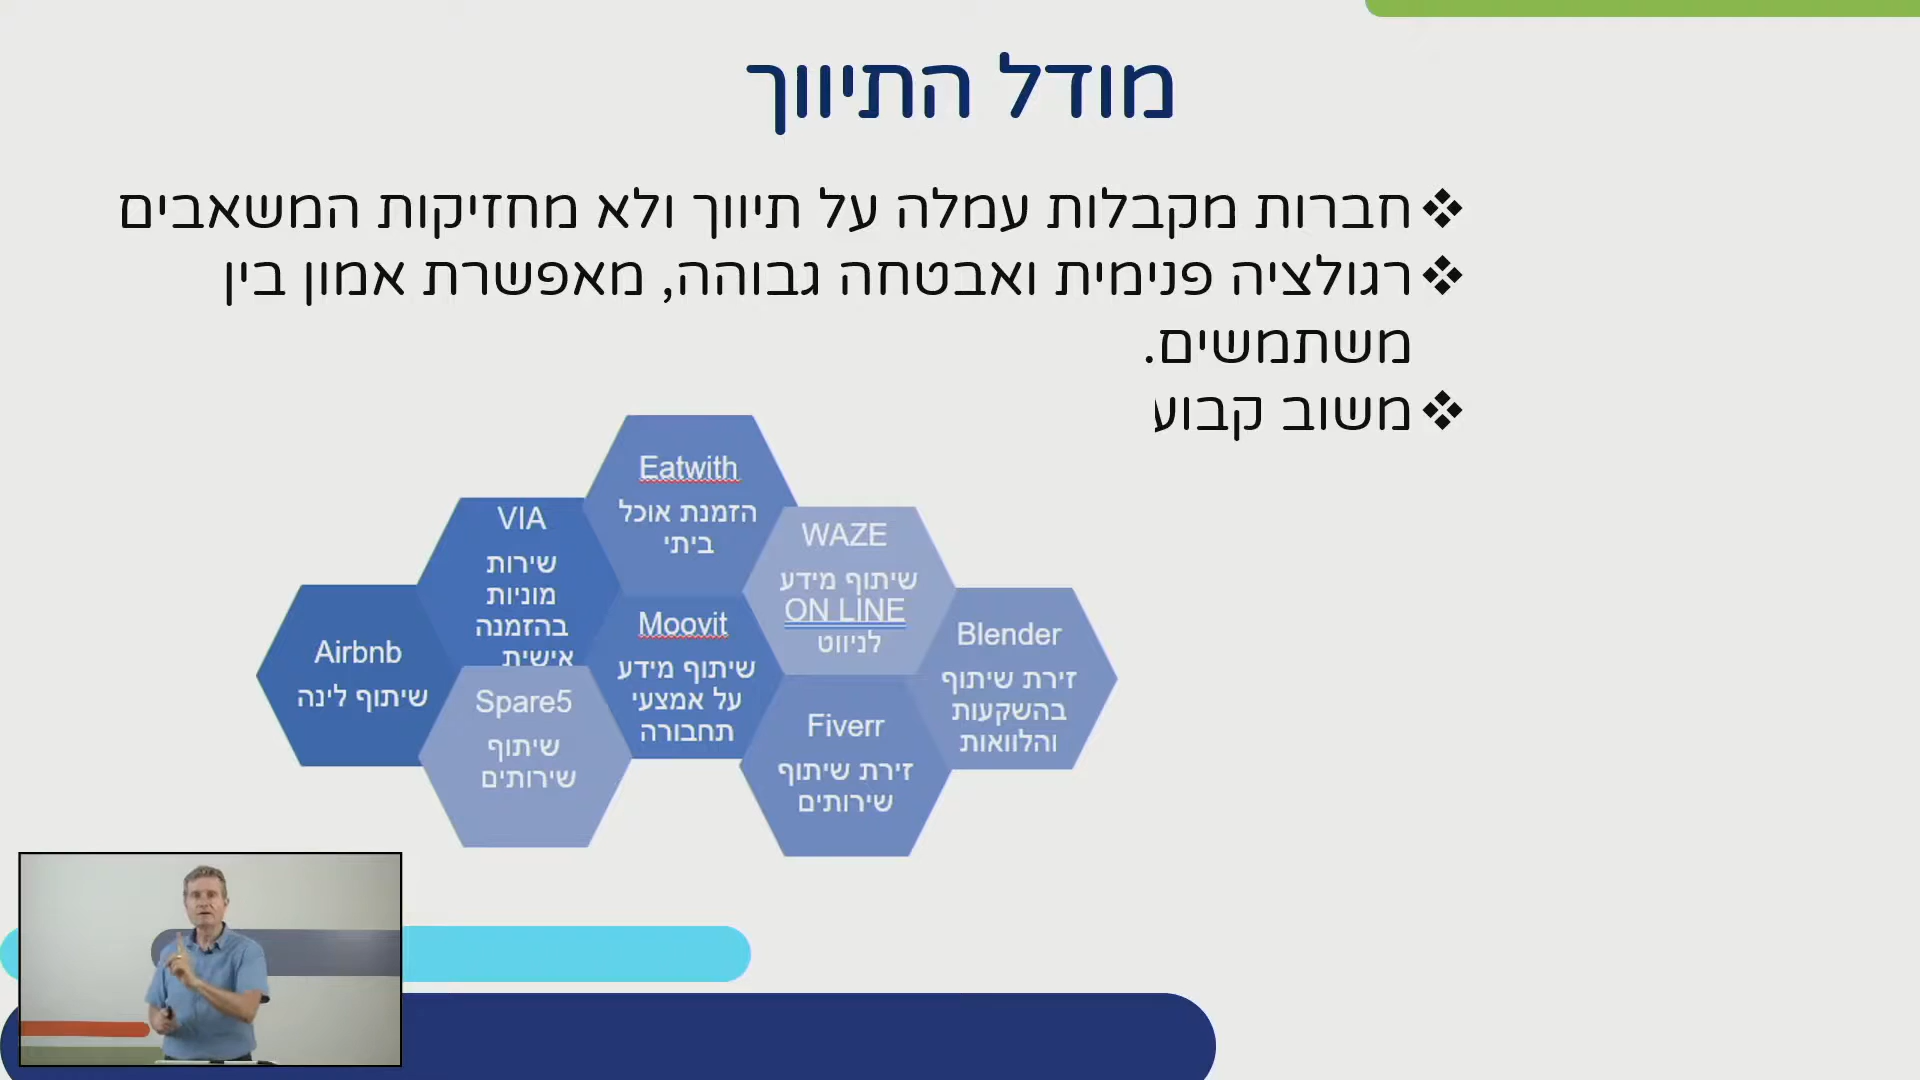 מודל התיווך
❖ חברות מקבלות עמלה על תיווך ולא מחזיקות המשאבים
❖ רגולציה פנימית ואבטחה גבוהה, מאפשרת אמון בין
משתמשים.
❖ משוב קבוע
Eatwith
הזמנת אוכל
ביתי
WAZE
שיתוף מידע
ON LINE
לניווט
VIA
שירות
מוניות
בהזמנה
אישית
Moovit
שיתוף מידע
על אמצעי
תחבורה
Blender
זירת שיתוף
בהשקעות
והלוואות
Airbnb
שיתוף לינה
Spare5
שיתוף
שירותים
Fiverr
זירת שיתוף
שירותים